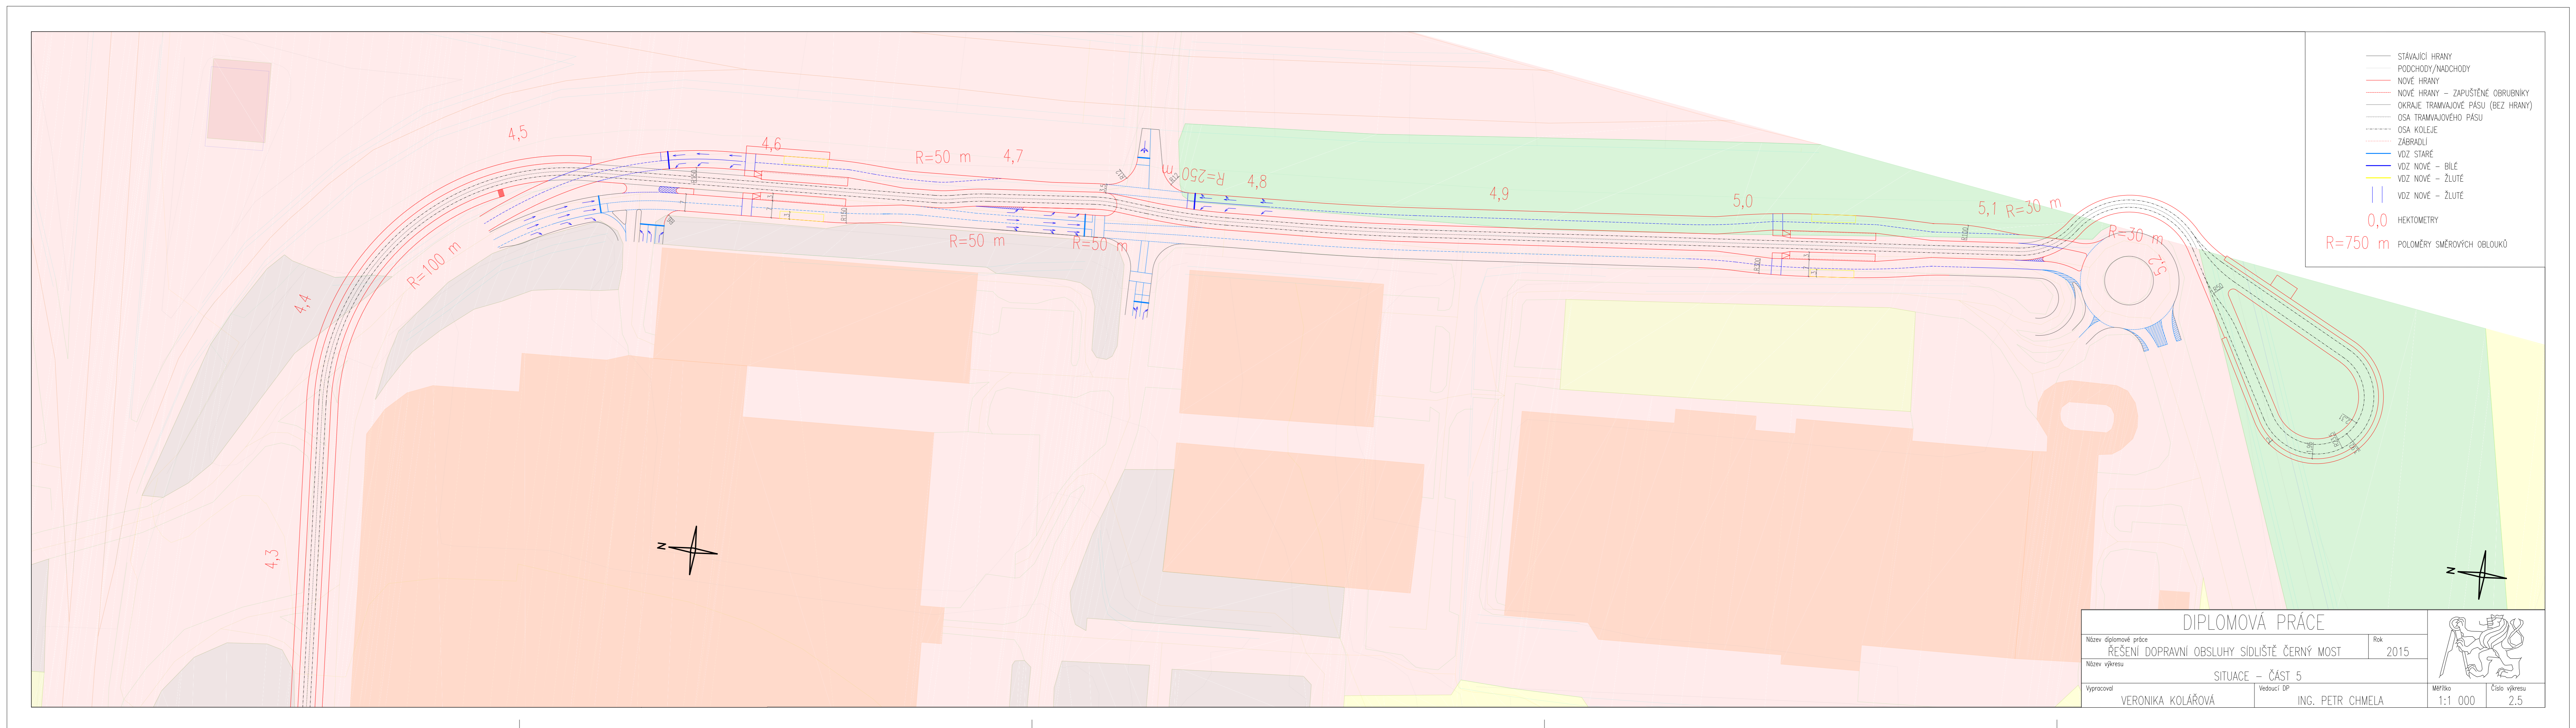 4,5
4,6
R=50 m
4,7
R=250 m
4,8
4,9
5,0
5,1
R=30 m
R=30 m
5,2
R=100 m
4,4
R=50 m
R=50 m
4,3
N
N
STÁVAJÍCÍ HRANY
PODCHODY/NADCHODY
NOVÉ HRANY
NOVÉ HRANY – ZAPUŠTĚNÉ OBRUBNÍKY
OKRAJE TRAMVAJOVÉ PÁSU (BEZ HRANY)
OSA TRAMVAJOVÉHO PÁSU
OSA KOLEJE
ZÁBRADLÍ
VDZ STARÉ
VDZ NOVÉ – BÍLÉ
VDZ NOVÉ – ŽLUTÉ
VDZ NOVÉ – ŽLUTÉ
0,0 HEKTOMETRY
R=750 m POLOMĚRY SMĚROVÝCH OBLOUKŮ
DIPLOMOVÁ PRÁCE
Název diplomové práce
Rok
ŘEŠENÍ DOPRAVNÍ OBSLUHY SÍDLIŠTĚ ČERNÝ MOST
2015
Název výkresu
SITUACE – ČÁST 5
Vypracoval
Vedoucí DP
Měřítko
Číslo výkresu
VERONIKA KOLÁŘOVÁ
ING. PETR CHMELA
1:1 000
2.5